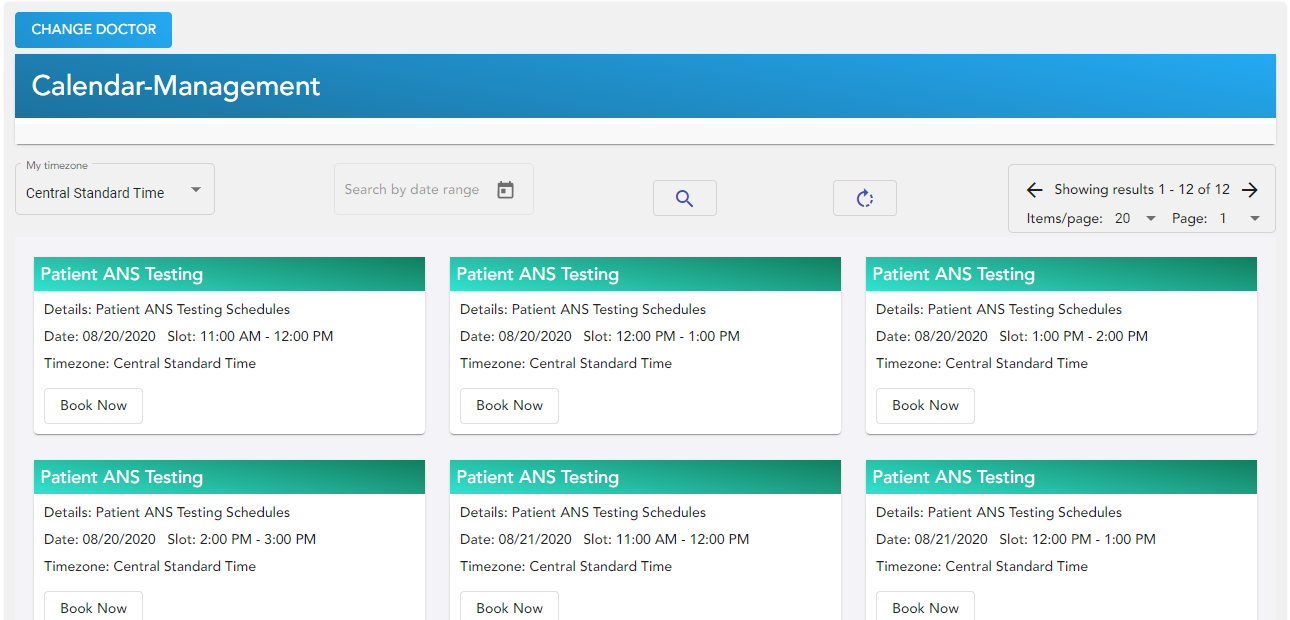 CHANGE DOCTOR
Calendar-Management
My timezone
Central Standard Time
Search by date range
Showing results 1 - 12 of 12
Items/page: 20 Page: 1
Patient ANS Testing
Details: Patient ANS Testing Schedules
Date: 08/20/2020 Slot: 11:00 AM - 12:00 PM
Timezone: Central Standard Time
Book Now
Patient ANS Testing
Details: Patient ANS Testing Schedules
Date: 08/20/2020 Slot: 12:00 PM - 1:00 PM
Timezone: Central Standard Time
Book Now
Patient ANS Testing
Details: Patient ANS Testing Schedules
Date: 08/20/2020 Slot: 1:00 PM - 2:00 PM
Timezone: Central Standard Time
Book Now
Patient ANS Testing
Details: Patient ANS Testing Schedules
Date: 08/20/2020 Slot: 2:00 PM - 3:00 PM
Timezone: Central Standard Time
Book Now
Patient ANS Testing
Details: Patient ANS Testing Schedules
Date: 08/21/2020 Slot: 11:00 AM - 12:00 PM
Timezone: Central Standard Time
Book Now
Patient ANS Testing
Details: Patient ANS Testing Schedules
Date: 08/21/2020 Slot: 12:00 PM - 1:00 PM
Timezone: Central Standard Time
Book Now